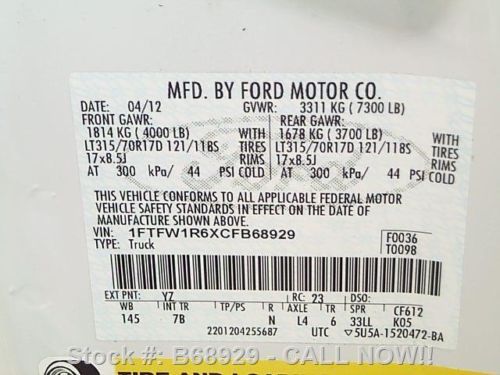 MFD. BY FORD MOTOR CO.
DATE: 04/12 GVWR: 3311 KG ( 7300 LB)
FRONT GAWR: REAR GAWR:
1814 KG ( 4000 LB) WITH 1678 KG ( 3700 LB) WITH
LT315/70R17D 121/118S TIRES LT315/70R17D 121/118S TIRES
17x8.5J RIMS 17x8.5J RIMS
AT 300 kPa/ 44 PSI COLD AT 300 kPa/ 44 PSI COLD
THIS VEHICLE CONFORMS TO ALL APPLICABLE FEDERAL MOTOR
VEHICLE SAFETY STANDARDS IN EFFECT ON THE DATE OF
MANUFACTURE SHOWN ABOVE.
VIN: 1FTFW1R6XCFB68929 F0036
TYPE: Truck T0098
EXT PNT: YZ RC: 23 DSO:
WB INT TR TP/PS R AXLE TR SPR CF612
145 7B N L4 6 33LL K05
2201204255687 UTC ▽5U5A-1520472-BA
Stock #: B68929 - CALL NOW!!